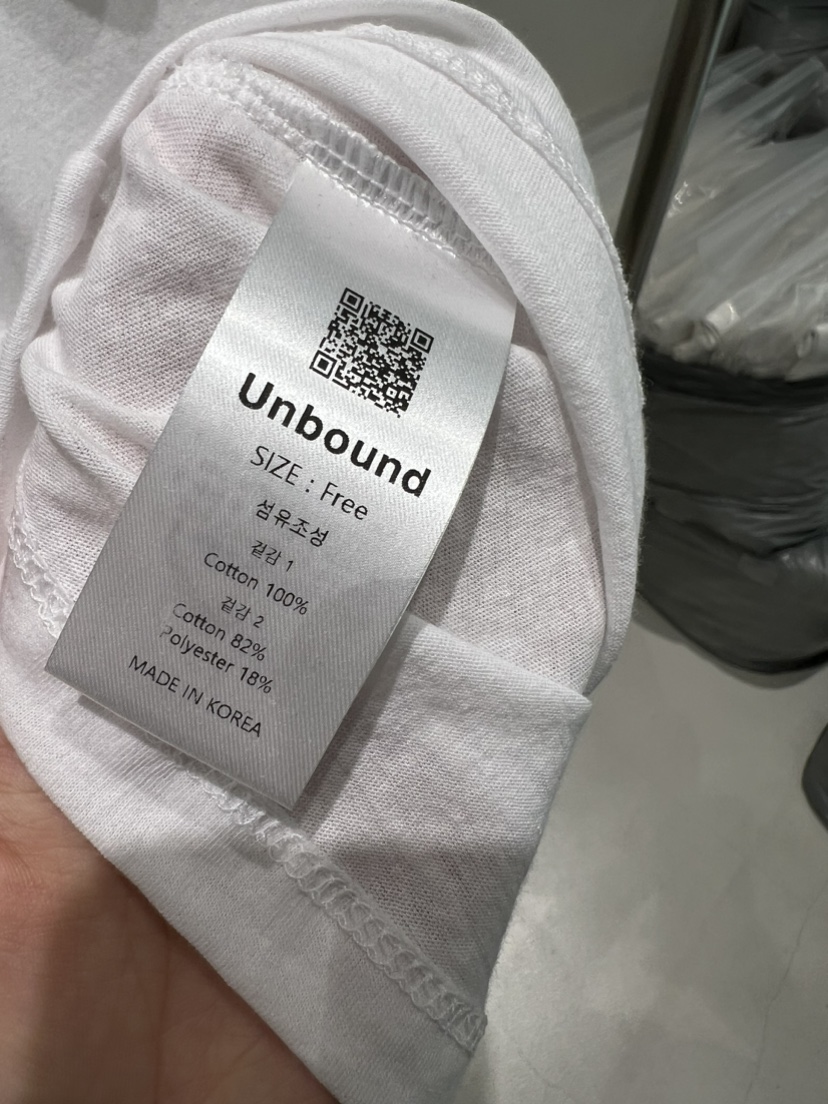 Unbound
SIZE : Free
섬유조성
겉감 1
Cotton 100%
겉감 2
Cotton 82%
Polyester 18%
MADE IN KOREA